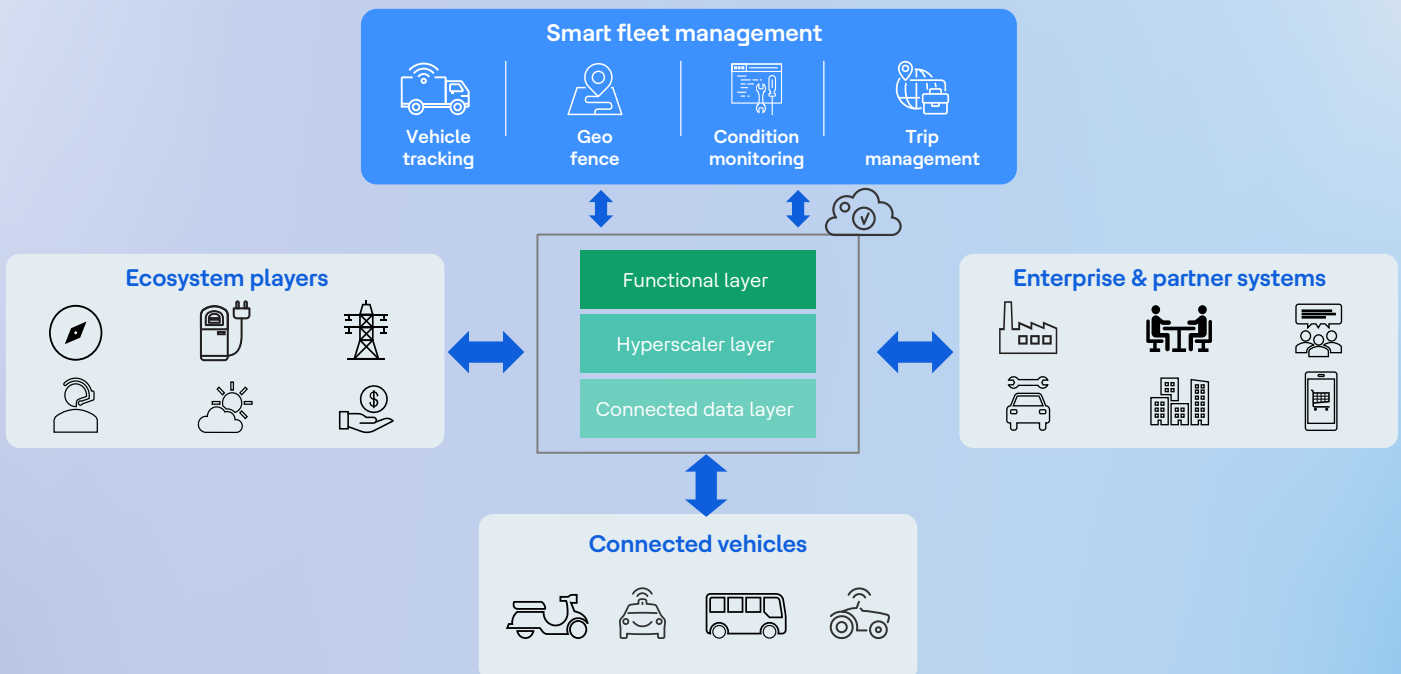 Smart fleet management
Vehicle
tracking
Geo
fence
Condition
monitoring
Trip
management
Ecosystem players
Functional layer
Hyperscaler layer
Connected data layer
Enterprise & partner systems
Connected vehicles